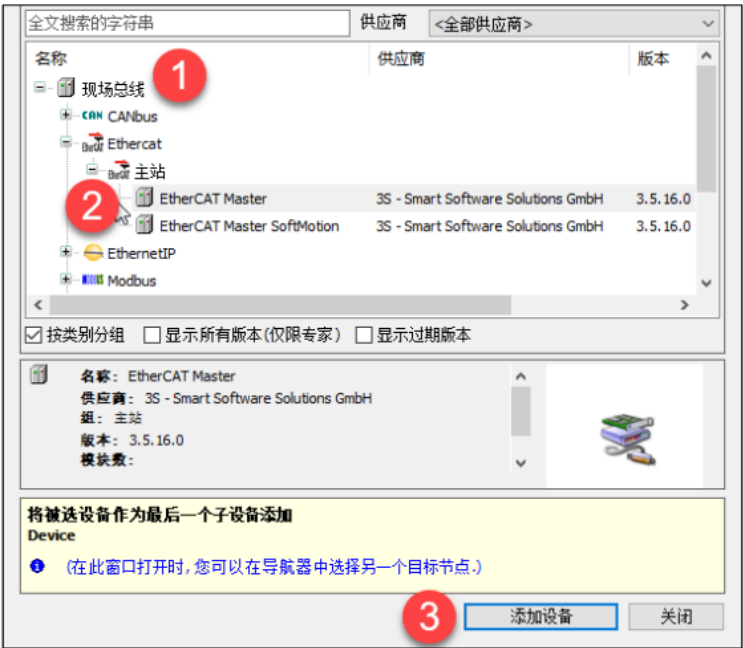 全文搜索的字符串 供应商 <全部供应商>
名称 供应商 版本
现场总线 1
CAN CANbus
Ethercat
主站
2 EtherCAT Master 3S - Smart Software Solutions GmbH 3.5.16.0
EtherCAT Master SoftMotion 3S - Smart Software Solutions GmbH 3.5.16.0
EthernetIP
Modbus
按类别分组 显示所有版本(仅限专家) 显示过期版本
名称: EtherCAT Master
供应商: 3S - Smart Software Solutions GmbH
组: 主站
版本: 3.5.16.0
模块数:
将被选设备作为最后一个子设备添加
Device
(在此窗口打开时,您可以在导航器中选择另一个目标节点.)
3 添加设备 关闭